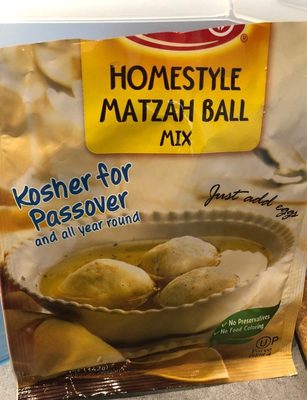 HOMESTYLE
MATZAH BALL
MIX
Kosher for
Passover
and all year round
Just add eggs
✓ No Preservatives
✓ No Food Coloring